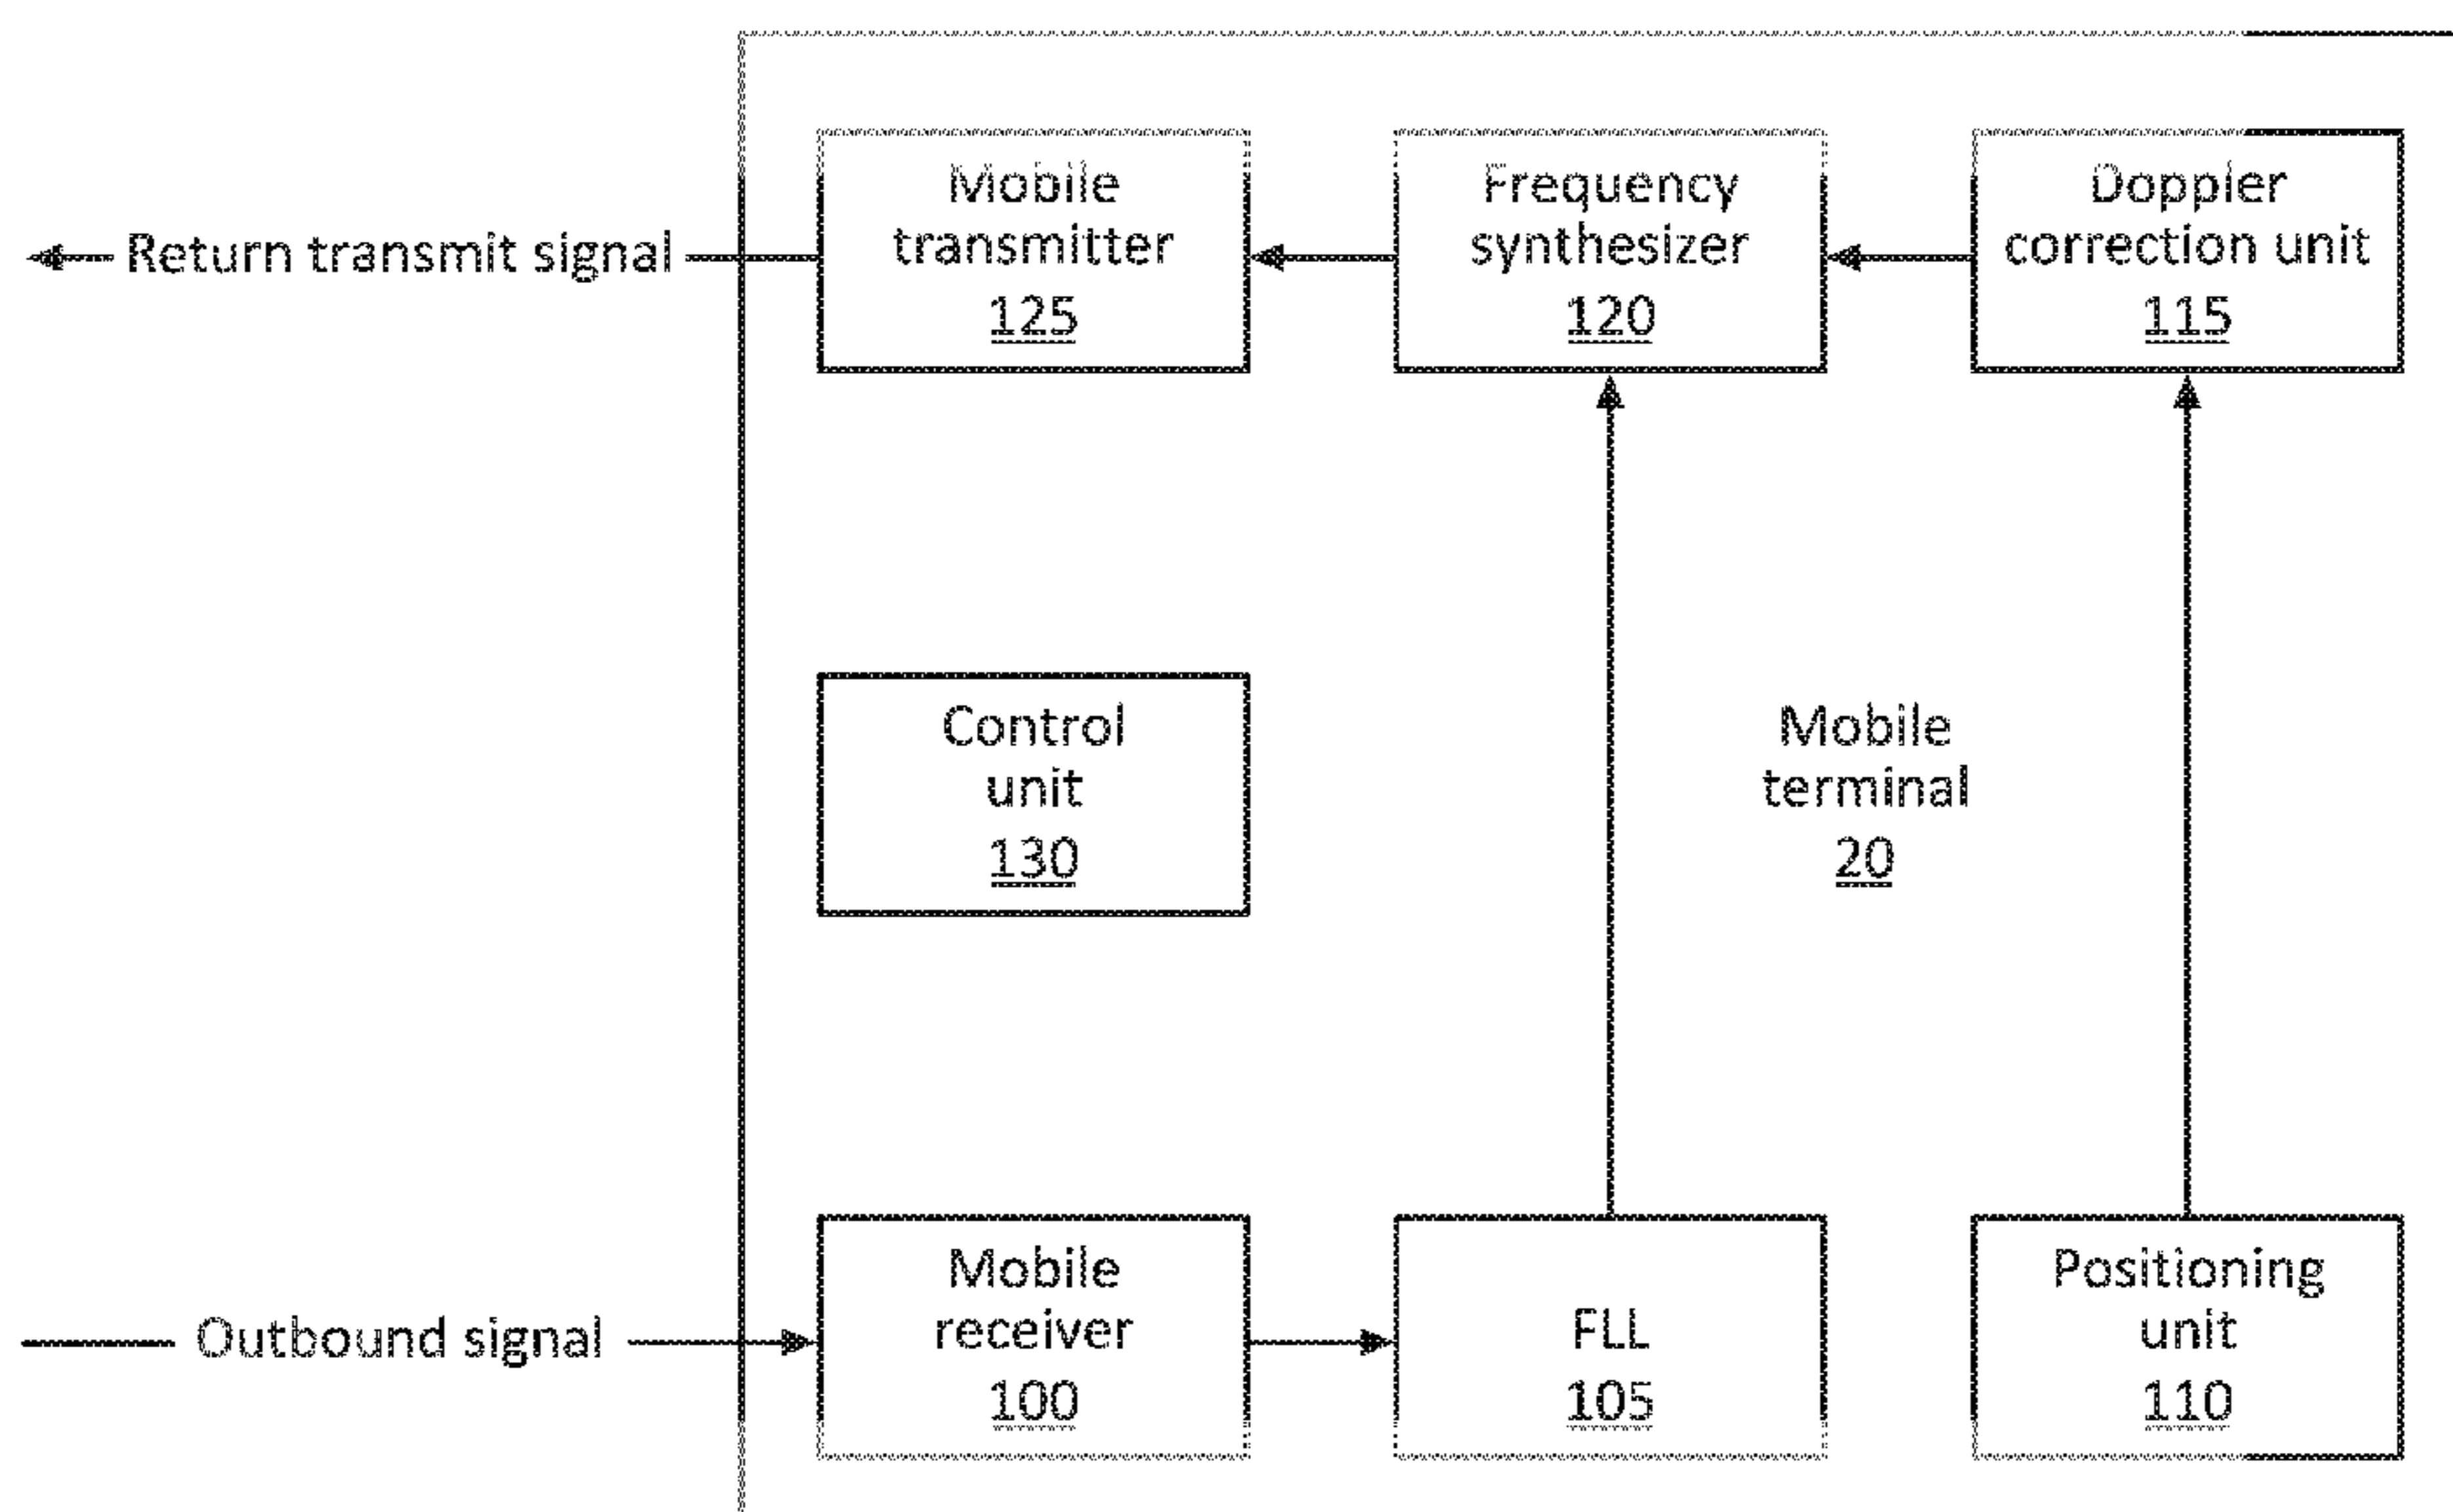 Mobile
transmitter
125
Frequency
synthesizer
120
Doppler
correction unit
115
Return transmit signal
Control
unit
130
Mobile
terminal
20
Mobile
receiver
100
FLL
105
Positioning
unit
110
Outbound signal